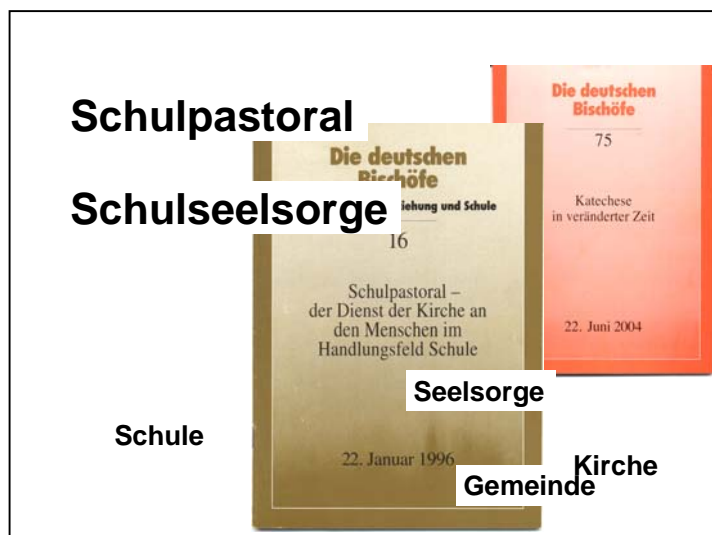 Schulpastoral
Schulseelsorge
Die deutschen
Bischöfe
iehung und Schule
16
Schulpastoral –
der Dienst der Kirche an
den Menschen im
Handlungsfeld Schule
22. Januar 1996
Die deutschen
Bischöfe
75
Katechese
in veränderter Zeit
22. Juni 2004
Seelsorge
Schule
Kirche
Gemeinde